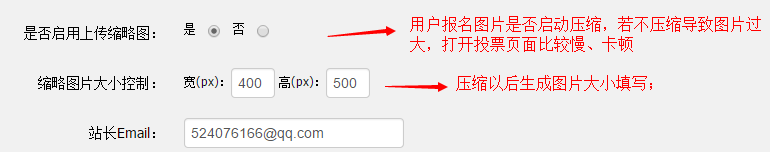 是否启用上传缩略图： 是 否 用户报名图片是否启动压缩，若不压缩导致图片过
大，打开投票页面比较慢、卡顿
缩略图片大小控制： 宽(px)： 400 高(px)： 500 压缩以后生成图片大小填写；
站长Email： 524076166@qq.com